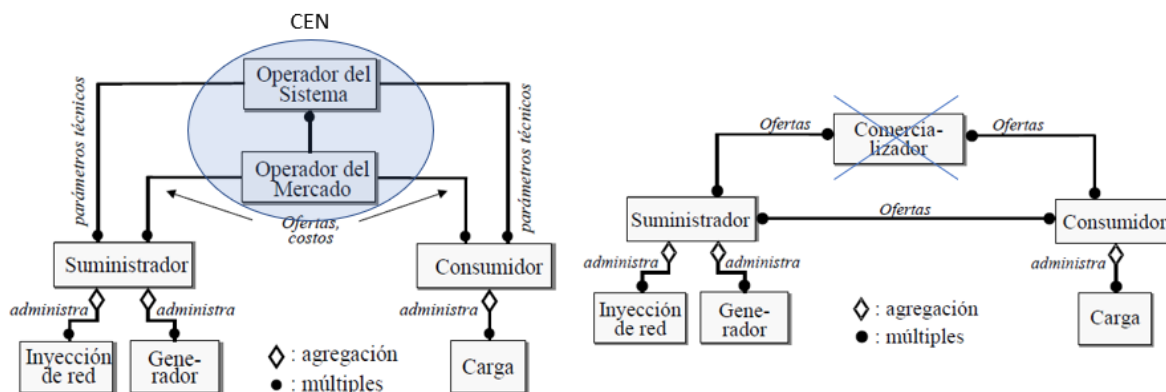 CEN
Operador del
Sistema
parámetros técnicos
parámetros técnicos
Operador del
Mercado
Ofertas,
costos
Suministrador
Consumidor
administra
administra
administra
Inyección
de red
Gene-
rador
Carga
: agregación
: múltiples
Ofertas
Comercia-
lizador
Ofertas
Suministrador
Ofertas
Consumidor
administra
administra
administra
Inyección
de red
Gene-
rador
Carga
: agregación
: múltiples